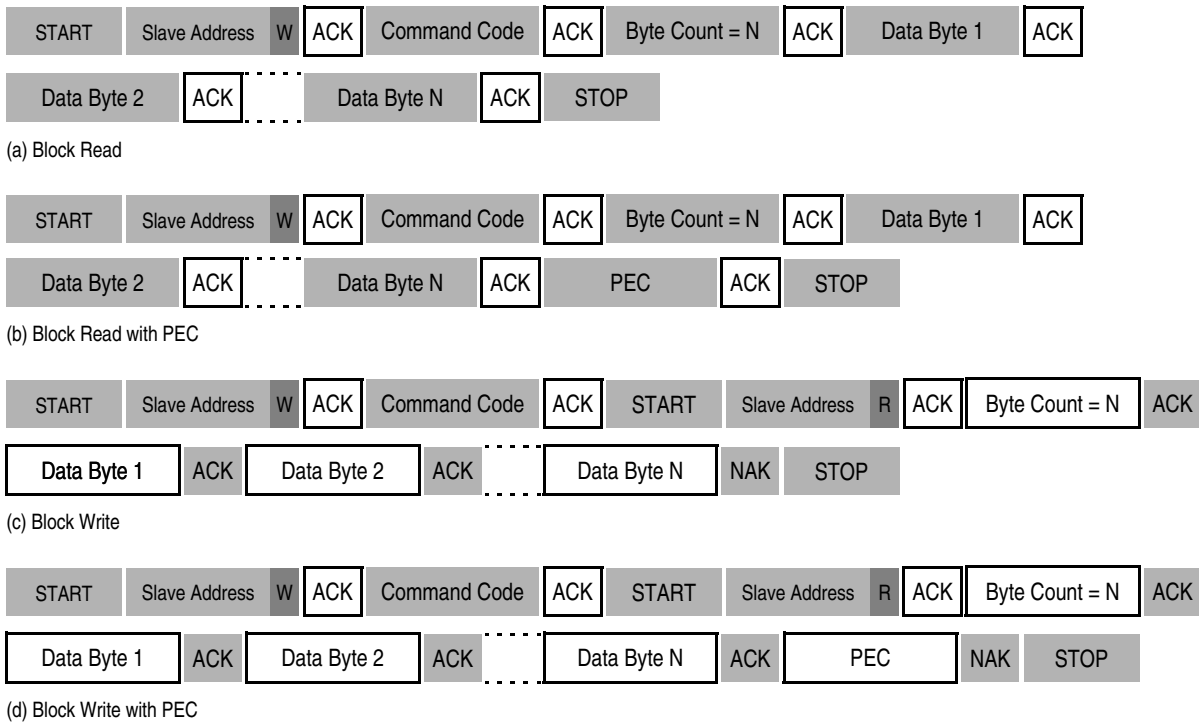 START Slave Address W ACK Command Code ACK Byte Count = N ACK Data Byte 1 ACK
Data Byte 2 ACK Data Byte N ACK STOP
(a) Block Read
START Slave Address W ACK Command Code ACK Byte Count = N ACK Data Byte 1 ACK
Data Byte 2 ACK Data Byte N ACK PEC ACK STOP
(b) Block Read with PEC
START Slave Address W ACK Command Code ACK START Slave Address R ACK Byte Count = N ACK
Data Byte 1 ACK Data Byte 2 ACK Data Byte N NAK STOP
(c) Block Write
START Slave Address W ACK Command Code ACK START Slave Address R ACK Byte Count = N ACK
Data Byte 1 ACK Data Byte 2 ACK Data Byte N ACK PEC NAK STOP
(d) Block Write with PEC